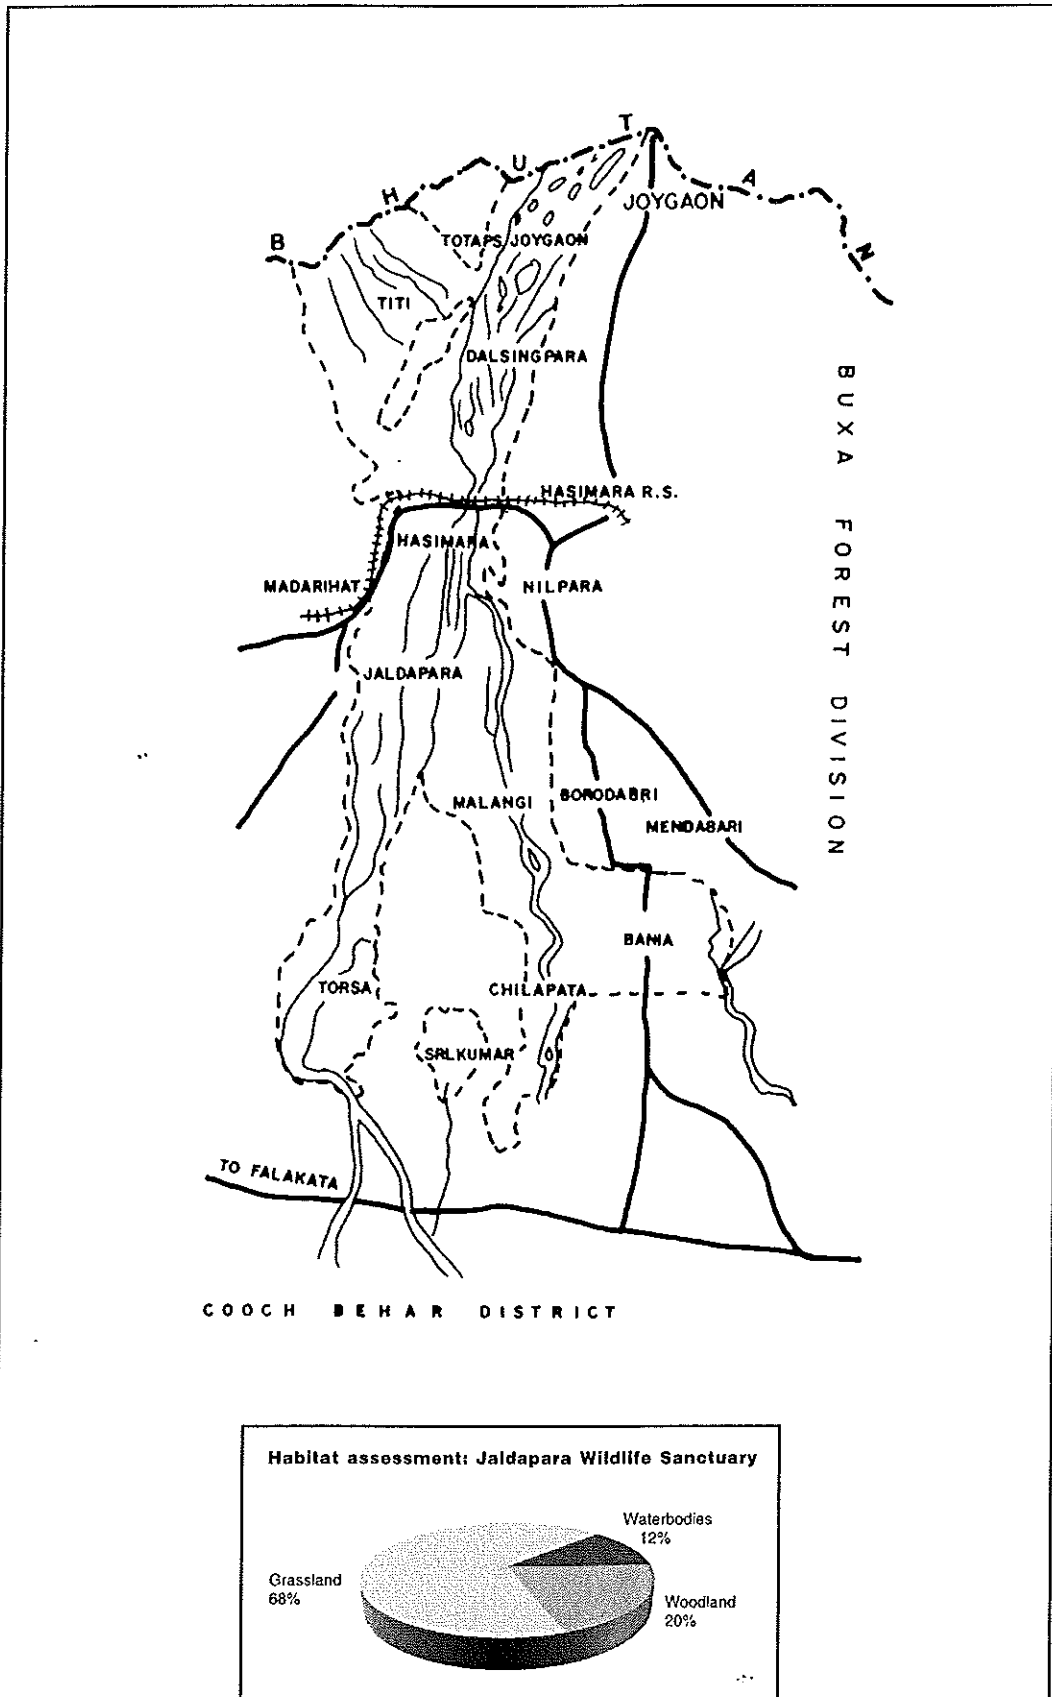 B H U T A N
JOYGAON
TOTAPS JOYGAON
TITI
DALSINGPARA
BUXA FOREST DIVISION
HASIMARA R.S.
HASIMARA
MADARIHAT
NILPARA
JALDAPARA
MALANGI
BORODABRI
MENDABARI
BANIA
TORSA
CHILAPATA
SRI.KUMAR
TO FALAKATA
COOCH BEHAR DISTRICT
Habitat assessment: Jaldapara Wildlife Sanctuary
Waterbodies
12%
Grassland
68%
Woodland
20%